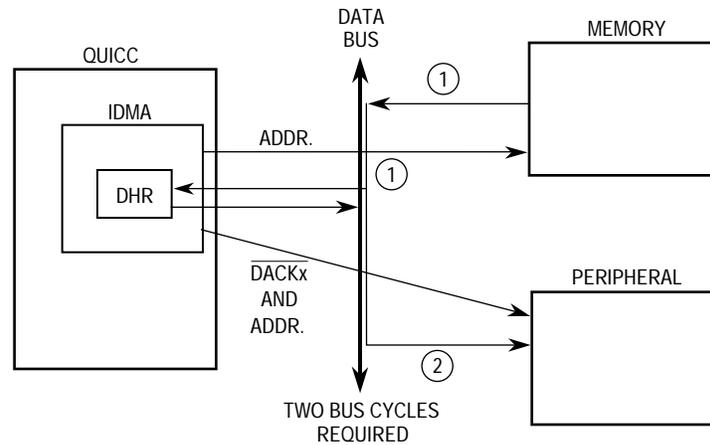 DATA
BUS
MEMORY
QUICC
1
IDMA
ADDR.
1
DHR
DACKx
AND
ADDR.
PERIPHERAL
2
TWO BUS CYCLES
REQUIRED